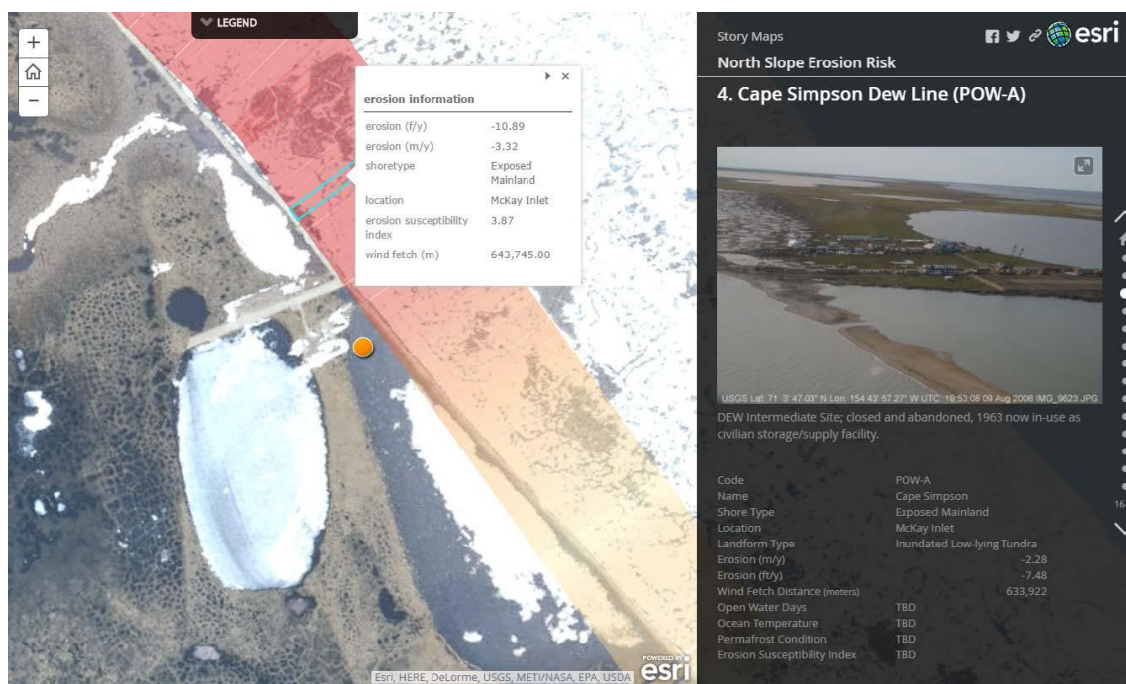 LEGEND
+
−
erosion information
erosion (f/y) -10.89
erosion (m/y) -3.32
shoretype Exposed
Mainland
location McKay Inlet
erosion susceptibility 3.87
index
wind fetch (m) 643,745.00
POWERED BY
esri
Esri, HERE, DeLorme, USGS, METI/NASA, EPA, USDA
Story Maps
esri
North Slope Erosion Risk
4. Cape Simpson Dew Line (POW-A)
USGS Lat: 71 3' 47.03" N Lon: 154 43' 57.27" W UTC: 19:53:08 09 Aug 2006 IMG_9623.JPG
DEW Intermediate Site; closed and abandoned, 1963 now in-use as
civilian storage/supply facility.
Code POW-A
Name Cape Simpson
Shore Type Exposed Mainland
Location McKay Inlet
Landform Type Inundated Low-lying Tundra
Erosion (m/y) -2.28
Erosion (ft/y) -7.48
Wind Fetch Distance (meters) 633,922
Open Water Days TBD
Ocean Temperature TBD
Permafrost Condition TBD
Erosion Susceptibility Index TBD